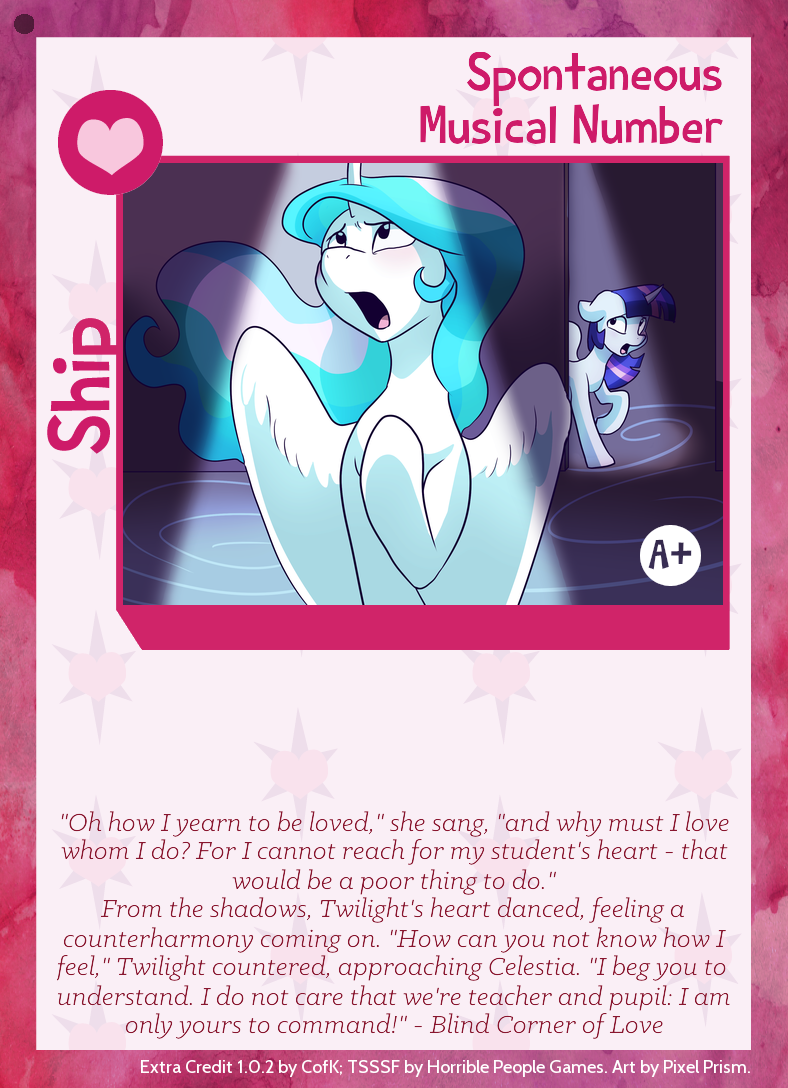 Spontaneous
Musical Number
Ship
A+
"Oh how I yearn to be loved," she sang, "and why must I love
whom I do? For I cannot reach for my student's heart - that
would be a poor thing to do."
From the shadows, Twilight's heart danced, feeling a
counterharmony coming on. "How can you not know how I
feel," Twilight countered, approaching Celestia. "I beg you to
understand. I do not care that we're teacher and pupil: I am
only yours to command!" - Blind Corner of Love
Extra Credit 1.0.2 by CofK; TSSSF by Horrible People Games. Art by Pixel Prism.